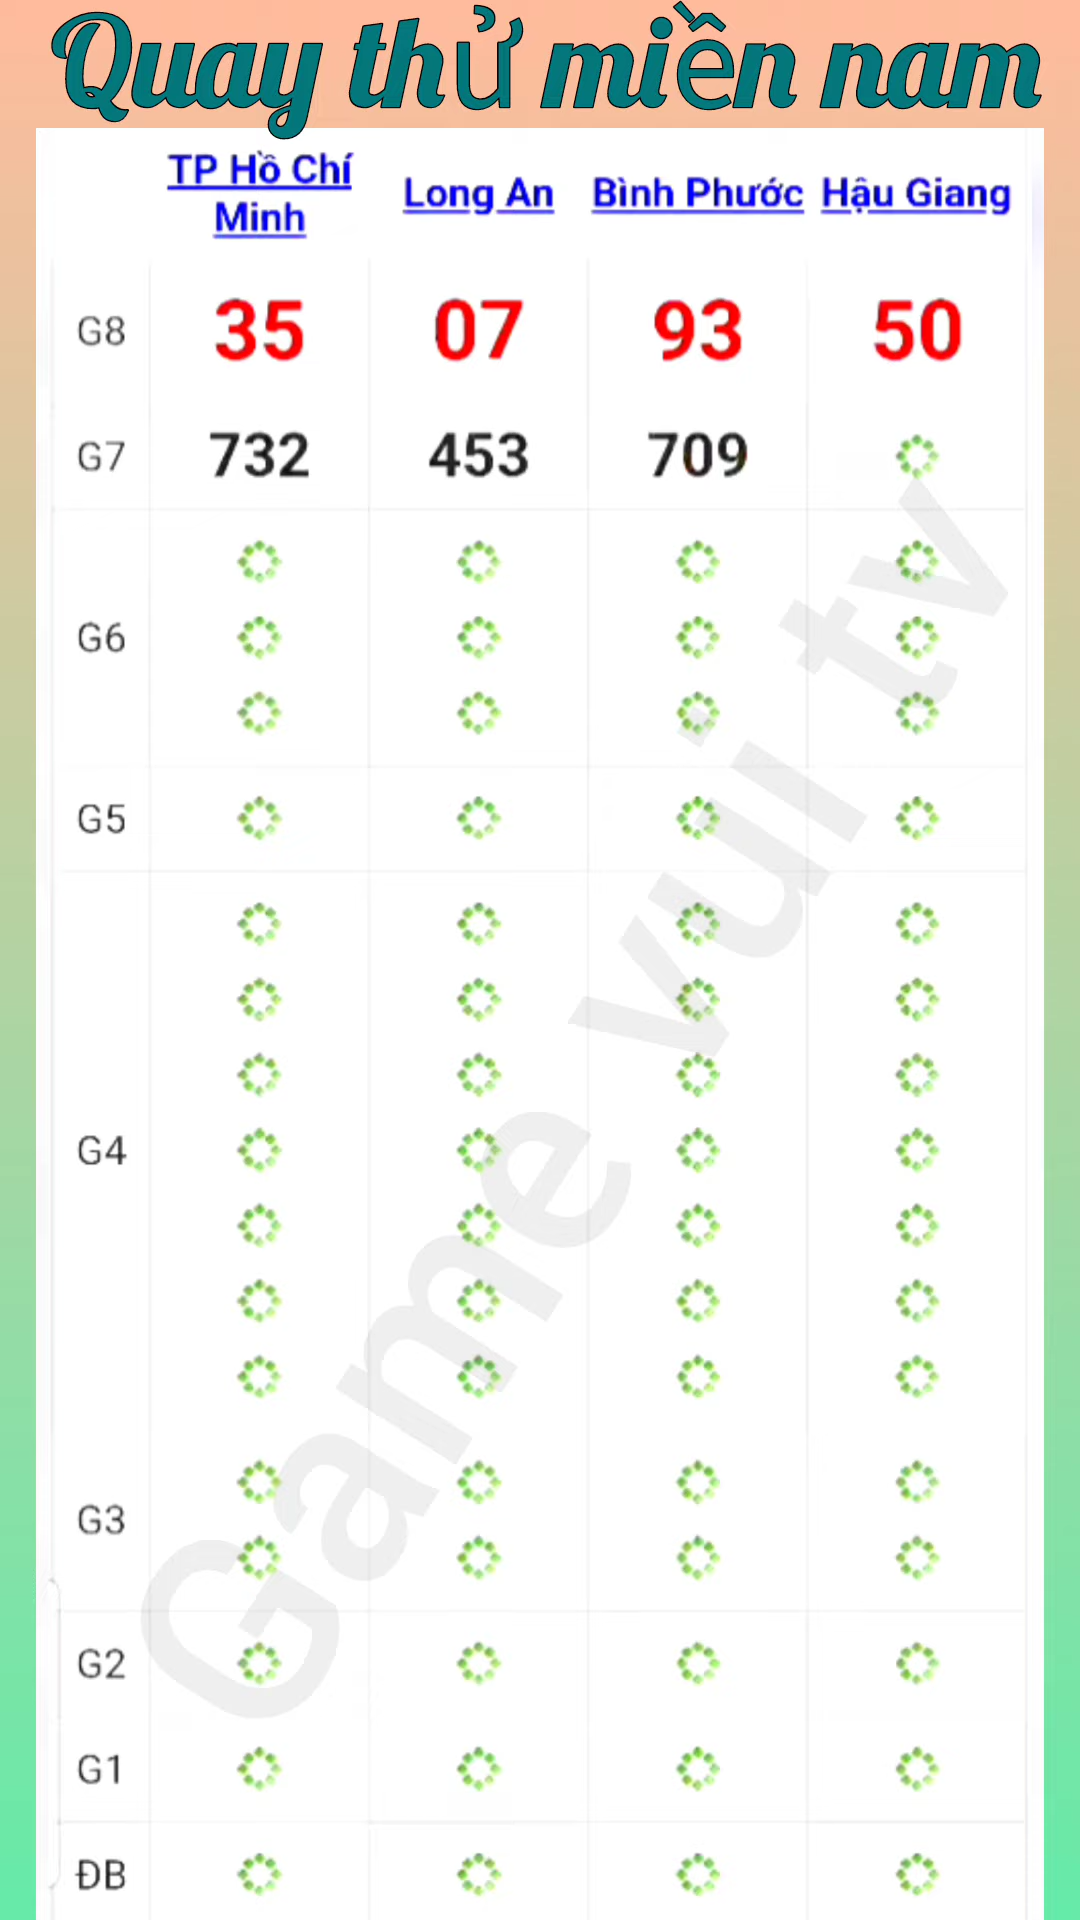 Quay thử miền nam
TP Hồ Chí Minh Long An Bình Phước Hậu Giang
G8 35 07 93 50
G7 732 453 709
G6
G5
G4
G3
G2
G1
ĐB
Game vui tv